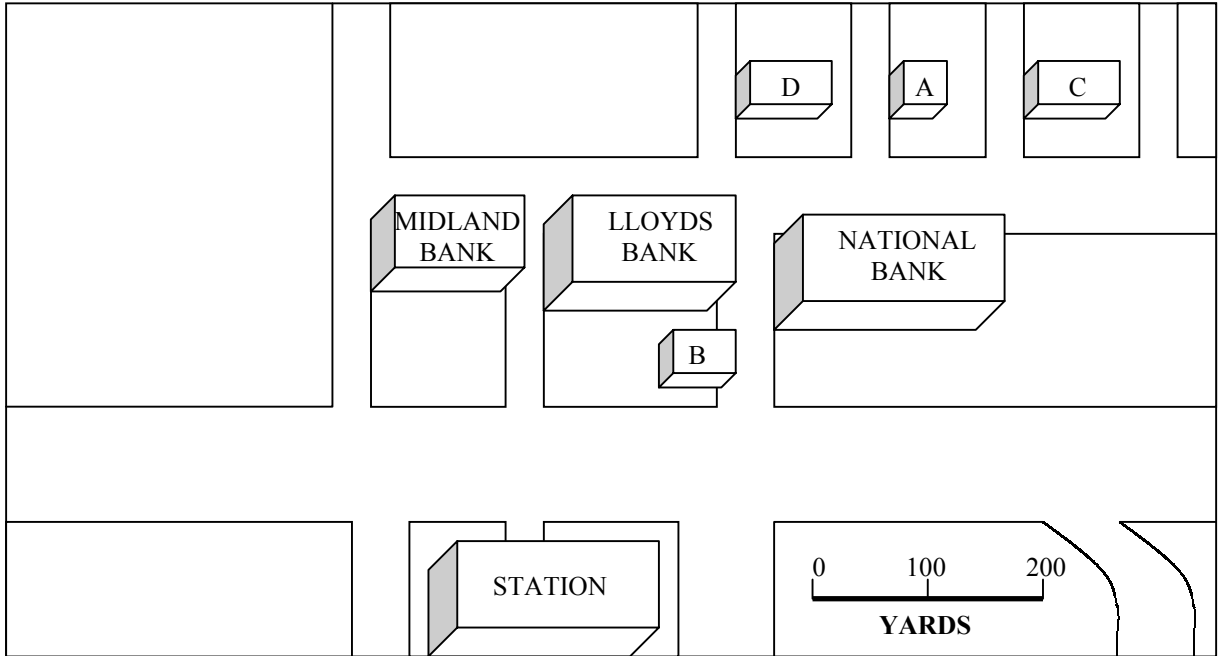 D
A
C
MIDLAND
BANK
LLOYDS
BANK
NATIONAL
BANK
B
STATION
0 100 200
YARDS